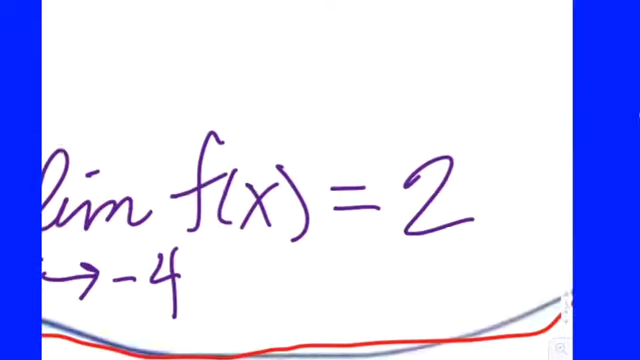 lim f(x) = 2
→ -4